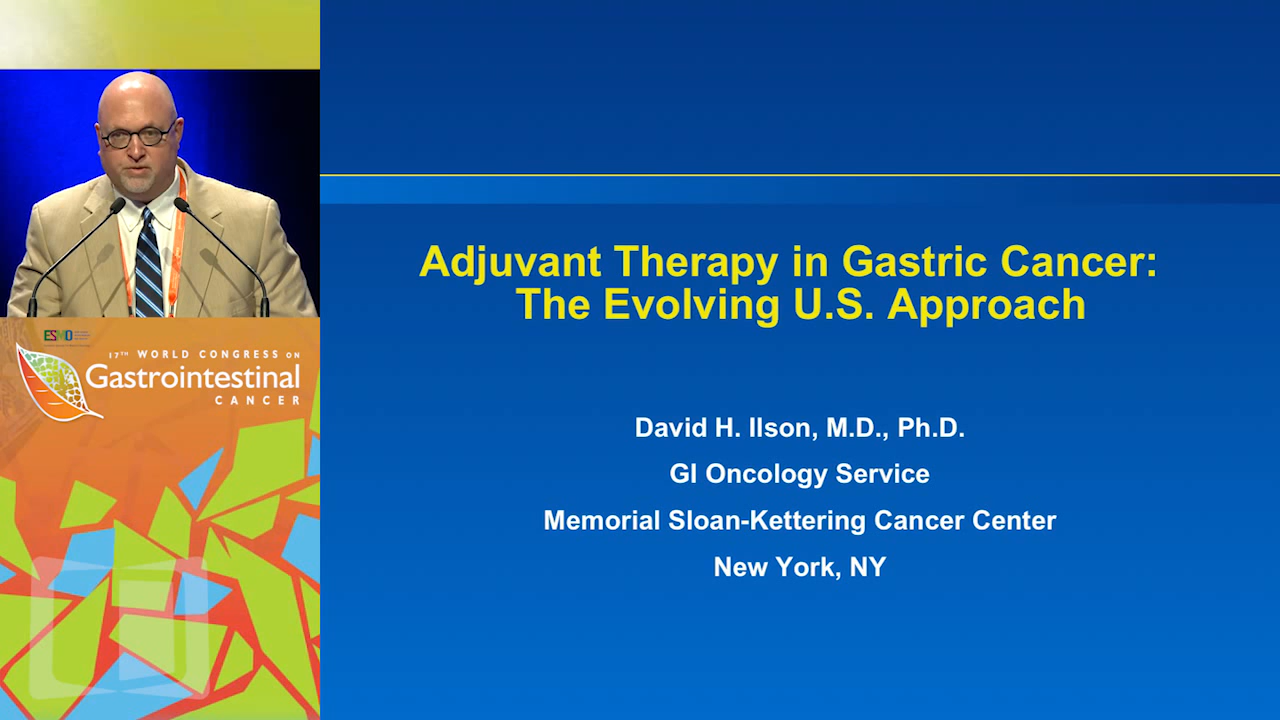 Adjuvant Therapy in Gastric Cancer:
The Evolving U.S. Approach
David H. Ilson, M.D., Ph.D.
GI Oncology Service
Memorial Sloan-Kettering Cancer Center
New York, NY
ESMO
17TH WORLD CONGRESS ON
Gastrointestinal
CANCER